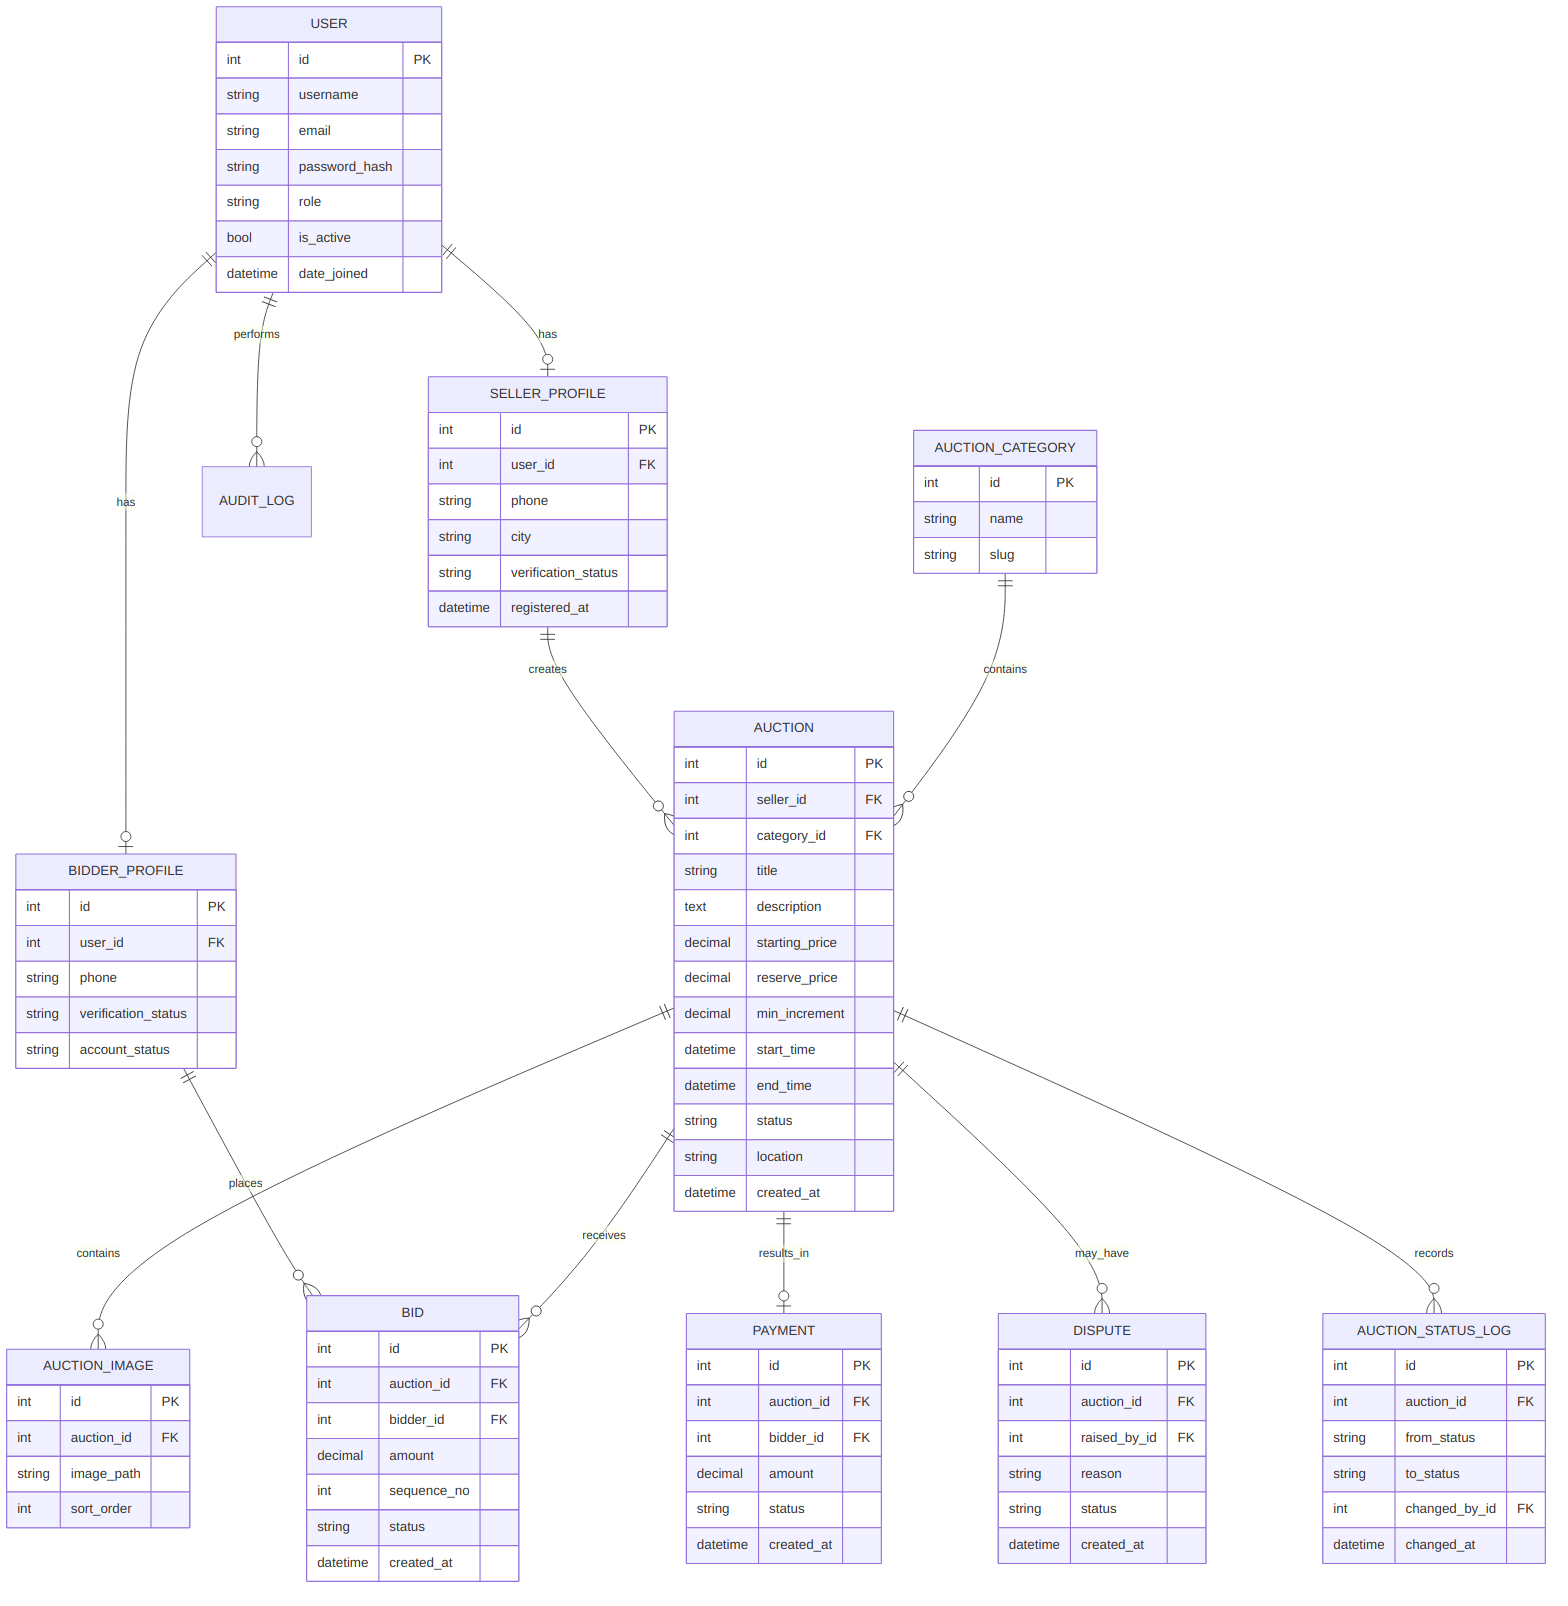 USER
int id PK
string username
string email
string password_hash
string role
bool is_active
datetime date_joined
has
performs
has
AUDIT_LOG
SELLER_PROFILE
int id PK
int user_id FK
string phone
string city
string verification_status
datetime registered_at
AUCTION_CATEGORY
int id PK
string name
string slug
creates
contains
BIDDER_PROFILE
int id PK
int user_id FK
string phone
string verification_status
string account_status
AUCTION
int id PK
int seller_id FK
int category_id FK
string title
text description
decimal starting_price
decimal reserve_price
decimal min_increment
datetime start_time
datetime end_time
string status
string location
datetime created_at
places
contains
receives
results_in
may_have
records
AUCTION_IMAGE
int id PK
int auction_id FK
string image_path
int sort_order
BID
int id PK
int auction_id FK
int bidder_id FK
decimal amount
int sequence_no
string status
datetime created_at
PAYMENT
int id PK
int auction_id FK
int bidder_id FK
decimal amount
string status
datetime created_at
DISPUTE
int id PK
int auction_id FK
int raised_by_id FK
string reason
string status
datetime created_at
AUCTION_STATUS_LOG
int id PK
int auction_id FK
string from_status
string to_status
int changed_by_id FK
datetime changed_at